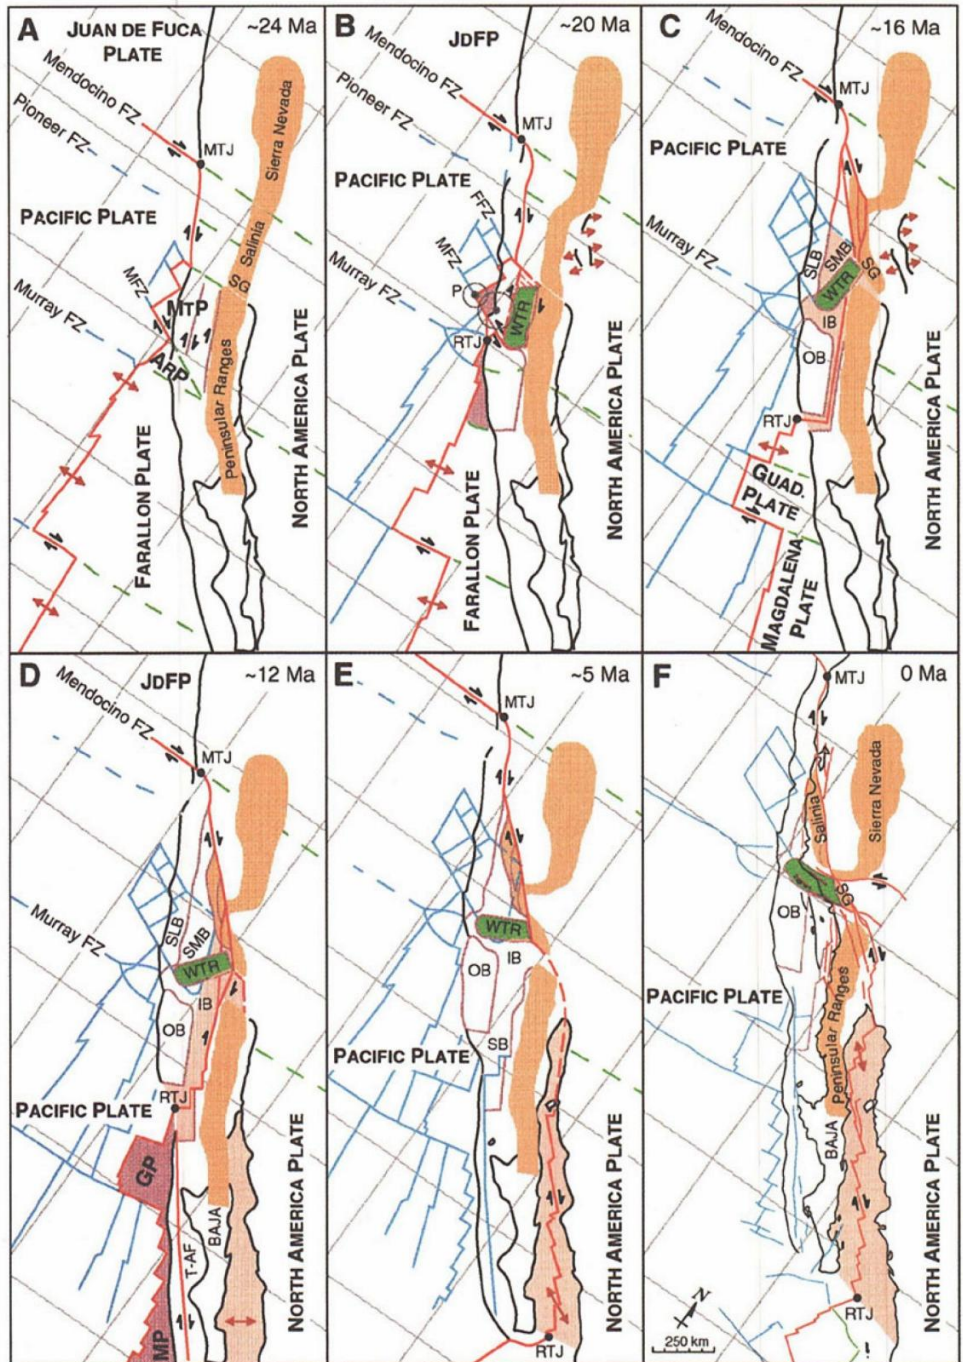 A
JUAN DE FUCA
PLATE
~24 Ma
Mendocino FZ
Pioneer FZ
MTJ
Sierra Nevada
PACIFIC PLATE
Salinia
MFZ
SG
Murray FZ
MTP
ARP
Peninsular Ranges
FARALLON PLATE
NORTH AMERICA PLATE
B
JDFP
~20 Ma
Mendocino FZ
Pioneer FZ
MTJ
PACIFIC PLATE
FFZ
MFZ
Murray FZ
P
WTR
RTJ
FARALLON PLATE
NORTH AMERICA PLATE
C
~16 Ma
Mendocino FZ
MTJ
PACIFIC PLATE
Murray FZ
SLB
SMB
SG
WTR
IB
OB
RTJ
GUAD.
PLATE
MAGDALENA
PLATE
NORTH AMERICA PLATE
D
JDFP
~12 Ma
Mendocino FZ
MTJ
Murray FZ
SLB
SMB
WTR
IB
OB
RTJ
PACIFIC PLATE
GP
BAJA
T-AF
MP
NORTH AMERICA PLATE
E
~5 Ma
MTJ
WTR
IB
OB
SB
PACIFIC PLATE
RTJ
NORTH AMERICA PLATE
F
0 Ma
MTJ
Salinia
Sierra Nevada
SG
OB
PACIFIC PLATE
Peninsular Ranges
BAJA
NORTH AMERICA PLATE
N
250 km
RTJ